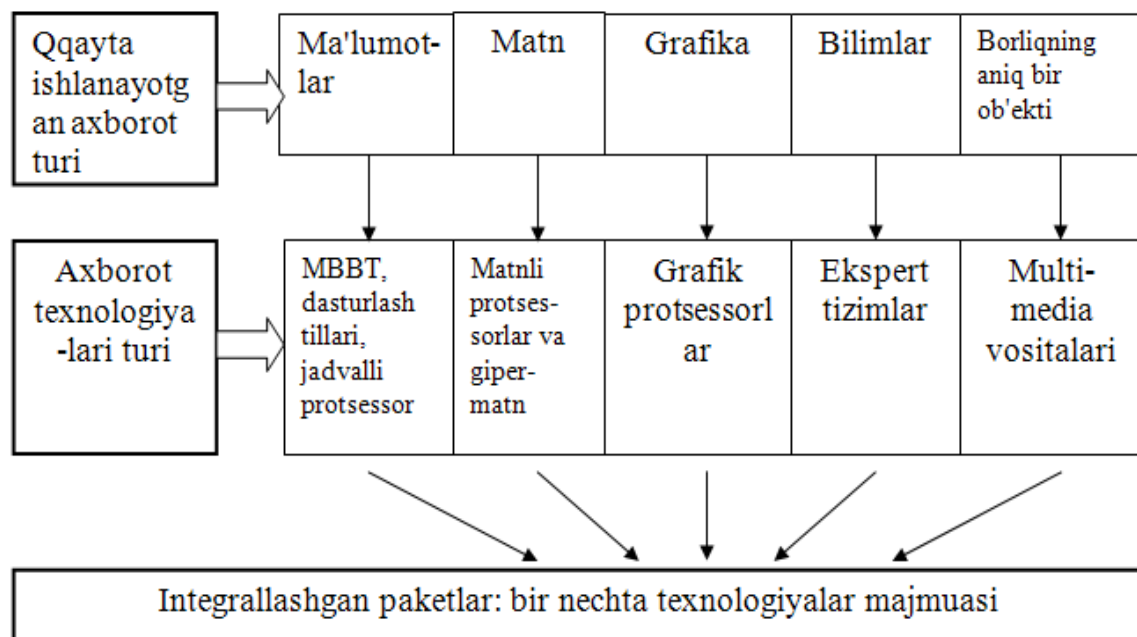 Qqayta
ishlanayotg
an axborot
turi
Ma'lumot-
lar
Matn
Grafika
Bilimlar
Borliqning
aniq bir
ob'ekti
Axborot
texnologiya
-lari turi
MBBT,
dasturlash
tillari,
jadvalli
protsessor
Matnli
protses-
sorlar va
giper-
matn
Grafik
protsessorl
ar
Ekspert
tizimlar
Multi-
media
vositalari
Integrallashgan paketlar: bir nechta texnologiyalar majmuasi